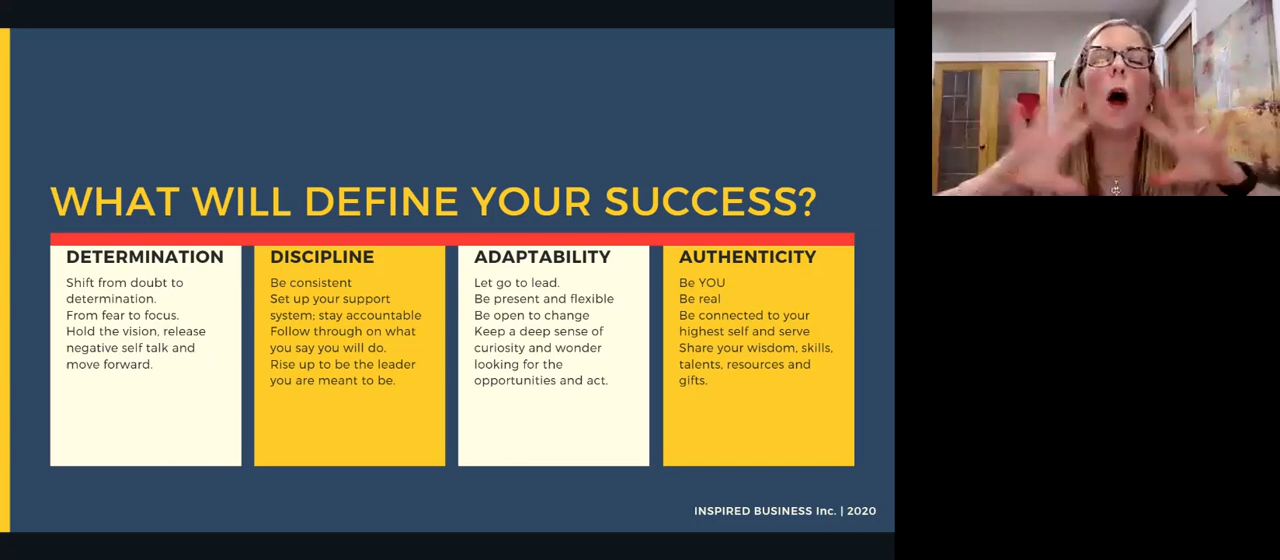 WHAT WILL DEFINE YOUR SUCCESS?
DETERMINATION
Shift from doubt to
determination.
From fear to focus.
Hold the vision, release
negative self talk and
move forward.
DISCIPLINE
Be consistent
Set up your support
system; stay accountable
Follow through on what
you say you will do.
Rise up to be the leader
you are meant to be.
ADAPTABILITY
Let go to lead.
Be present and flexible
Be open to change
Keep a deep sense of
curiosity and wonder
looking for the
opportunities and act.
AUTHENTICITY
Be YOU
Be real
Be connected to your
highest self and serve
Share your wisdom, skills,
talents, resources and
gifts.
INSPIRED BUSINESS Inc. | 2020